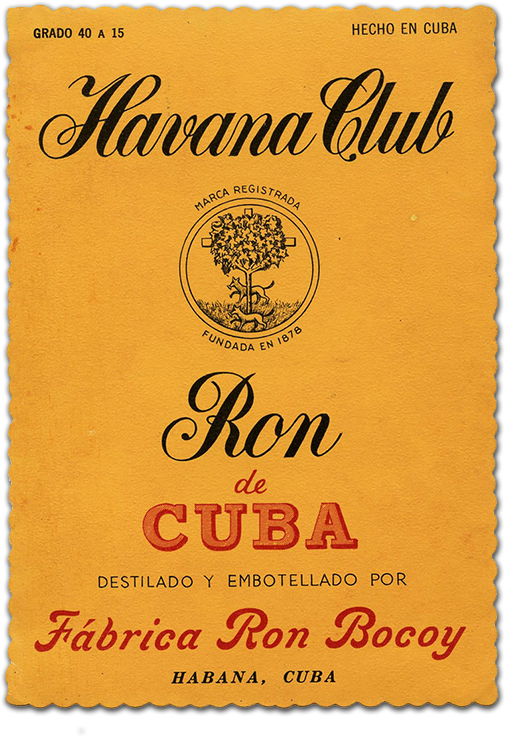 GRADO 40 A 15
HECHO EN CUBA
Havana Club
MARCA REGISTRADA
FUNDADA EN 1878
Ron
de
CUBA
DESTILADO Y EMBOTELLADO POR
Fábrica Ron Bocoy
HABANA, CUBA